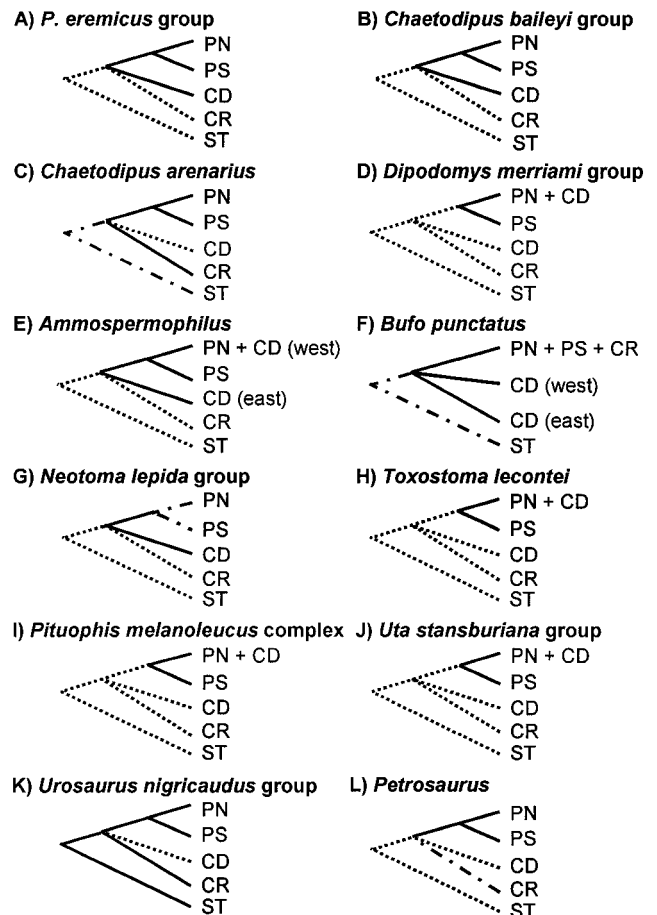 A) P. eremicus group
PN
PS
CD
CR
ST
B) Chaetodipus baileyi group
PN
PS
CD
CR
ST
C) Chaetodipus arenarius
PN
PS
CD
CR
ST
D) Dipodomys merriami group
PN + CD
PS
CD
CR
ST
E) Ammospermophilus
PN + CD (west)
PS
CD (east)
CR
ST
F) Bufo punctatus
PN + PS + CR
CD (west)
CD (east)
ST
G) Neotoma lepida group
PN
PS
CD
CR
ST
H) Toxostoma lecontei
PN + CD
PS
CD
CR
ST
I) Pituophis melanoleucus complex
PN + CD
PS
CD
CR
ST
J) Uta stansburiana group
PN + CD
PS
CD
CR
ST
K) Urosaurus nigricaudus group
PN
PS
CD
CR
ST
L) Petrosaurus
PN
PS
CD
CR
ST